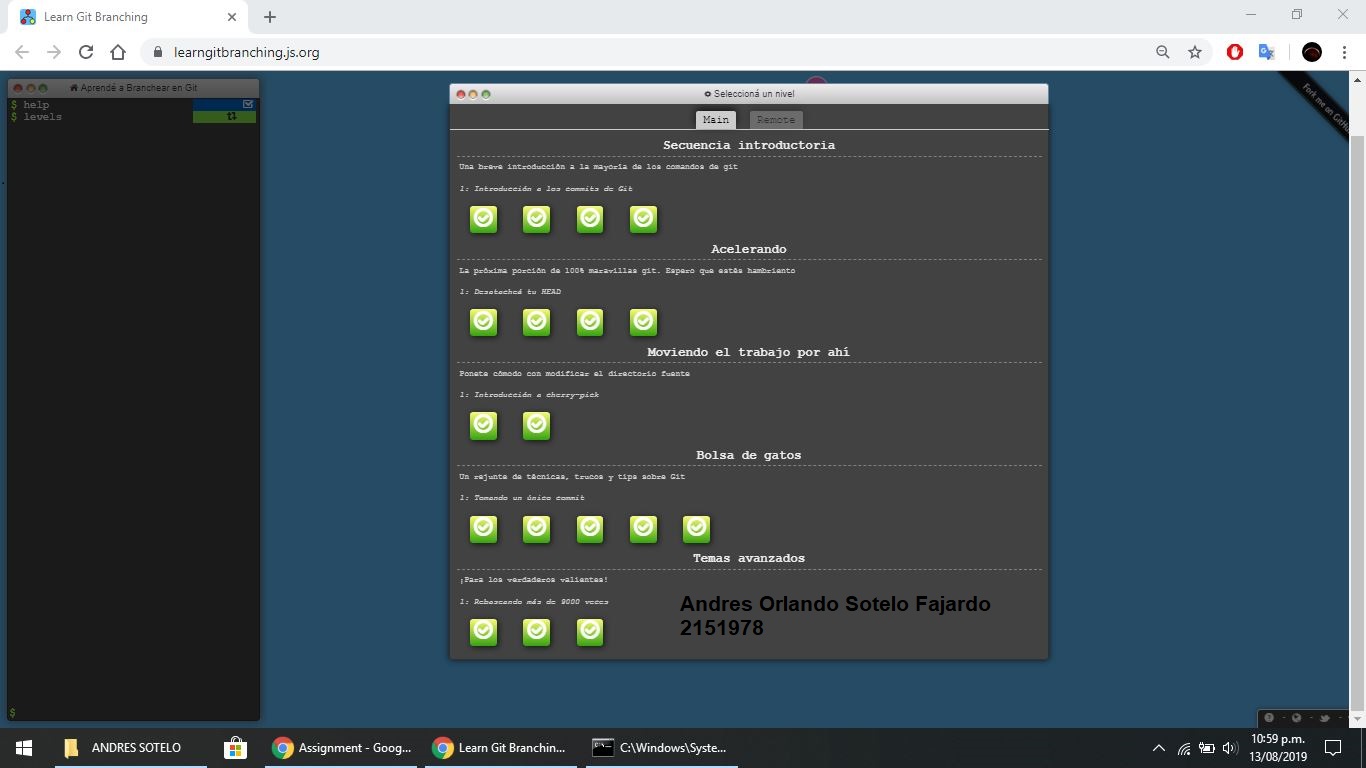 Learn Git Branching
learngitbranching.js.org
Aprendé a Branchear en Git
$ help
$ levels
$
Seleccioná un nivel
Main Remote
Secuencia introductoria
Una breve introducción a la mayoría de los comandos de git
1: Introducción a los commits de Git
Acelerando
La próxima porción de 100% maravillas git. Espero que estés hambriento
1: Desatacheá tu HEAD
Moviendo el trabajo por ahí
Ponete cómodo con modificar el directorio fuente
1: Introducción a cherry-pick
Bolsa de gatos
Un rejunte de técnicas, trucos y tips sobre Git
1: Tomando un único commit
Temas avanzados
¡Para los verdaderos valientes!
1: Rebaseando más de 9000 veces
Andres Orlando Sotelo Fajardo
2151978
Fork me on GitHu
ANDRES SOTELO
Assignment - Goog...
Learn Git Branchin...
C:\Windows\Syste...
10:59 p.m.
13/08/2019